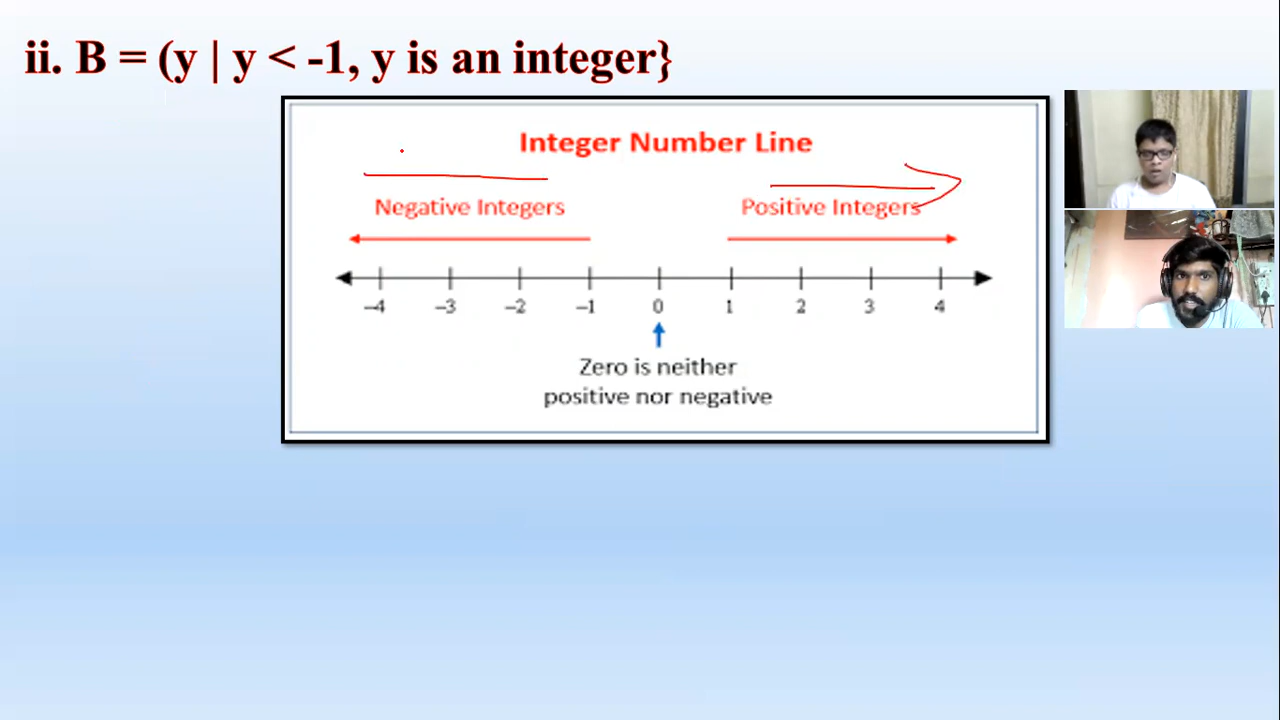 ii. B = (y | y < -1, y is an integer}
Integer Number Line
Negative Integers
Positive Integers
–4 –3 –2 –1 0 1 2 3 4
Zero is neither
positive nor negative